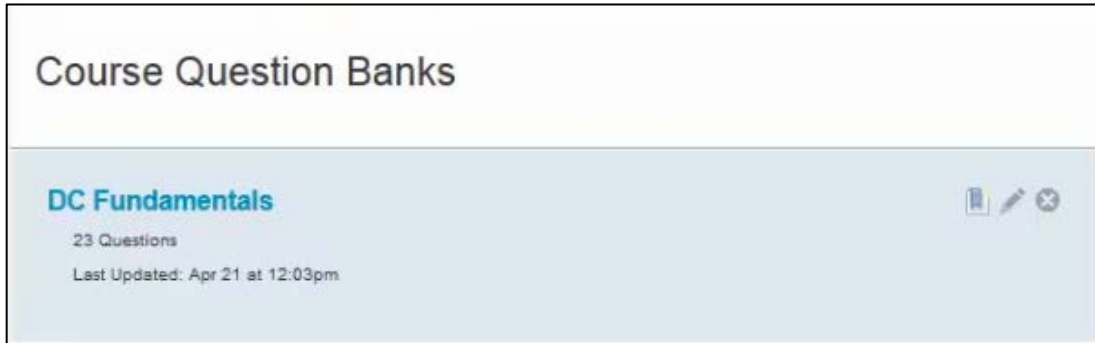 Course Question Banks
DC Fundamentals
23 Questions
Last Updated: Apr 21 at 12:03pm